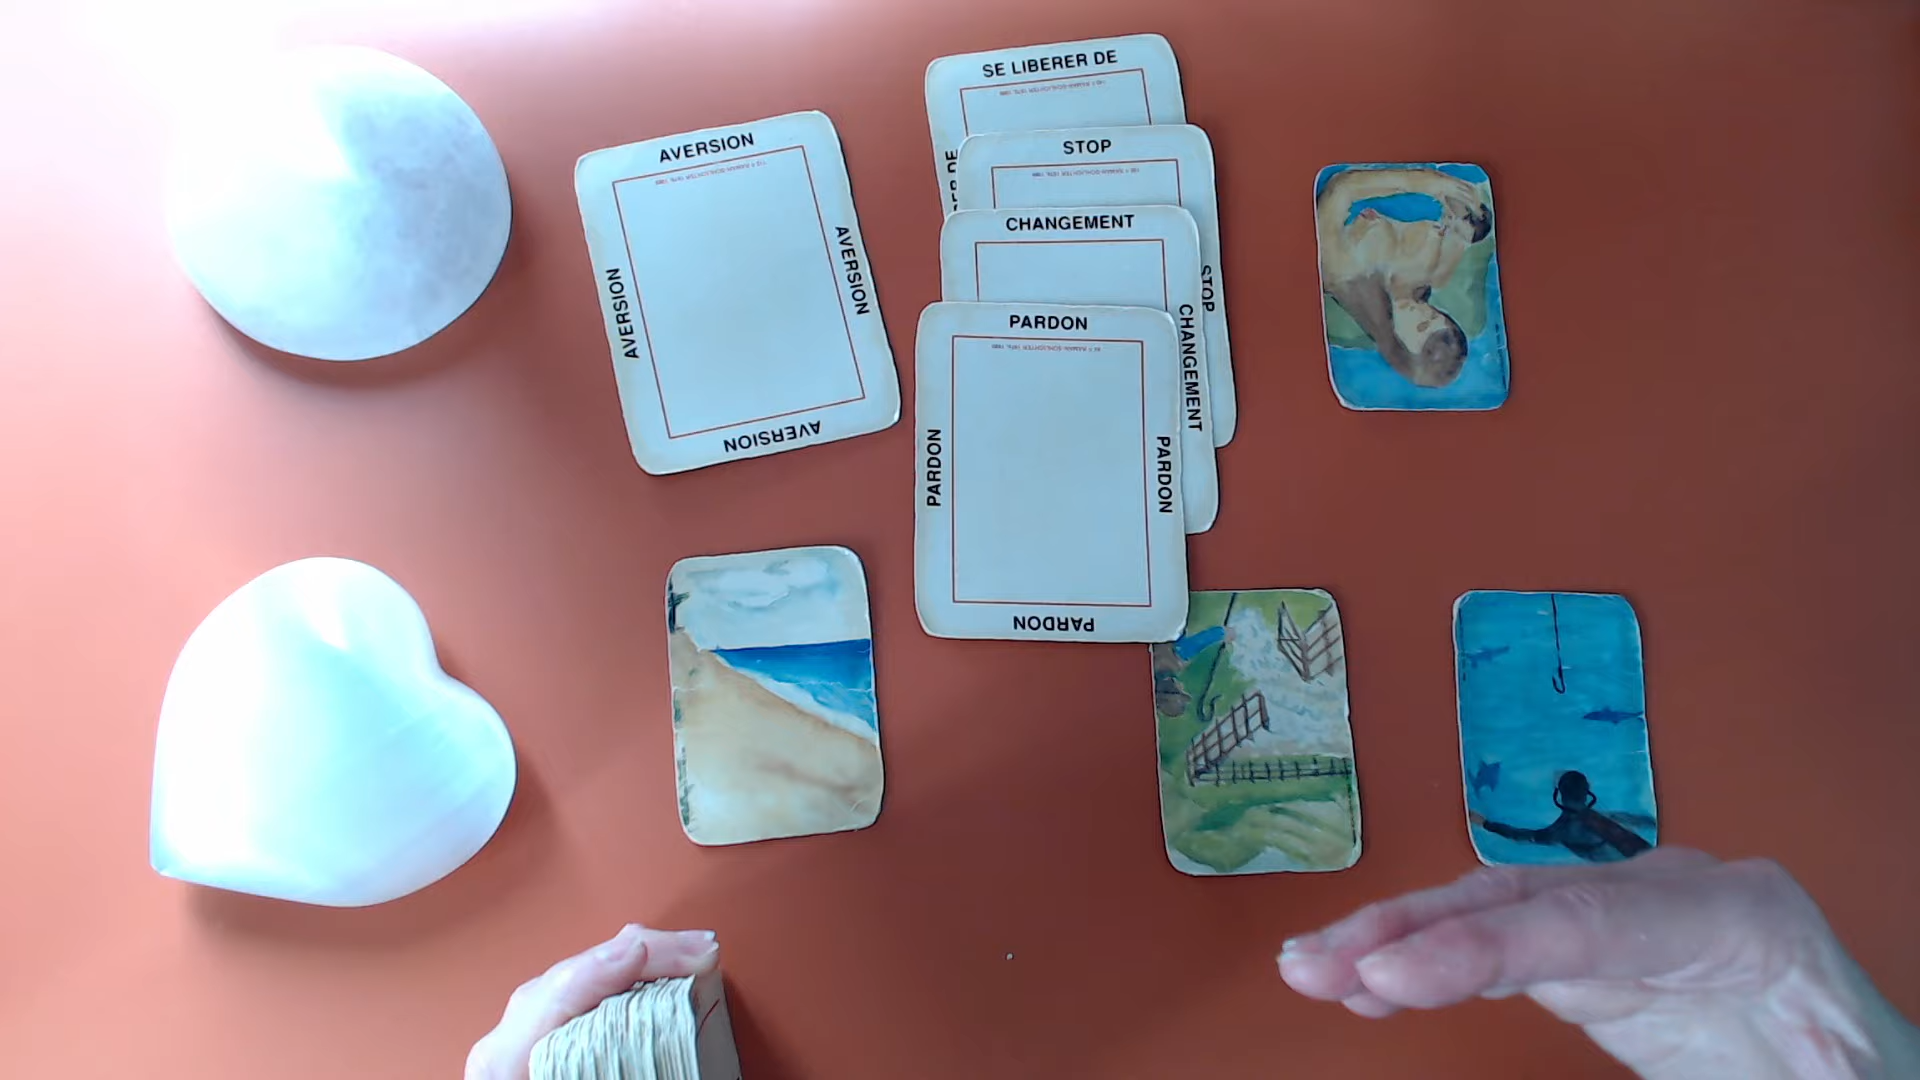 SE LIBERER DE
STOP
STOP
CHANGEMENT
CHANGEMENT
PARDON
PARDON
PARDON
PARDON
AVERSION
AVERSION
AVERSION
AVERSION